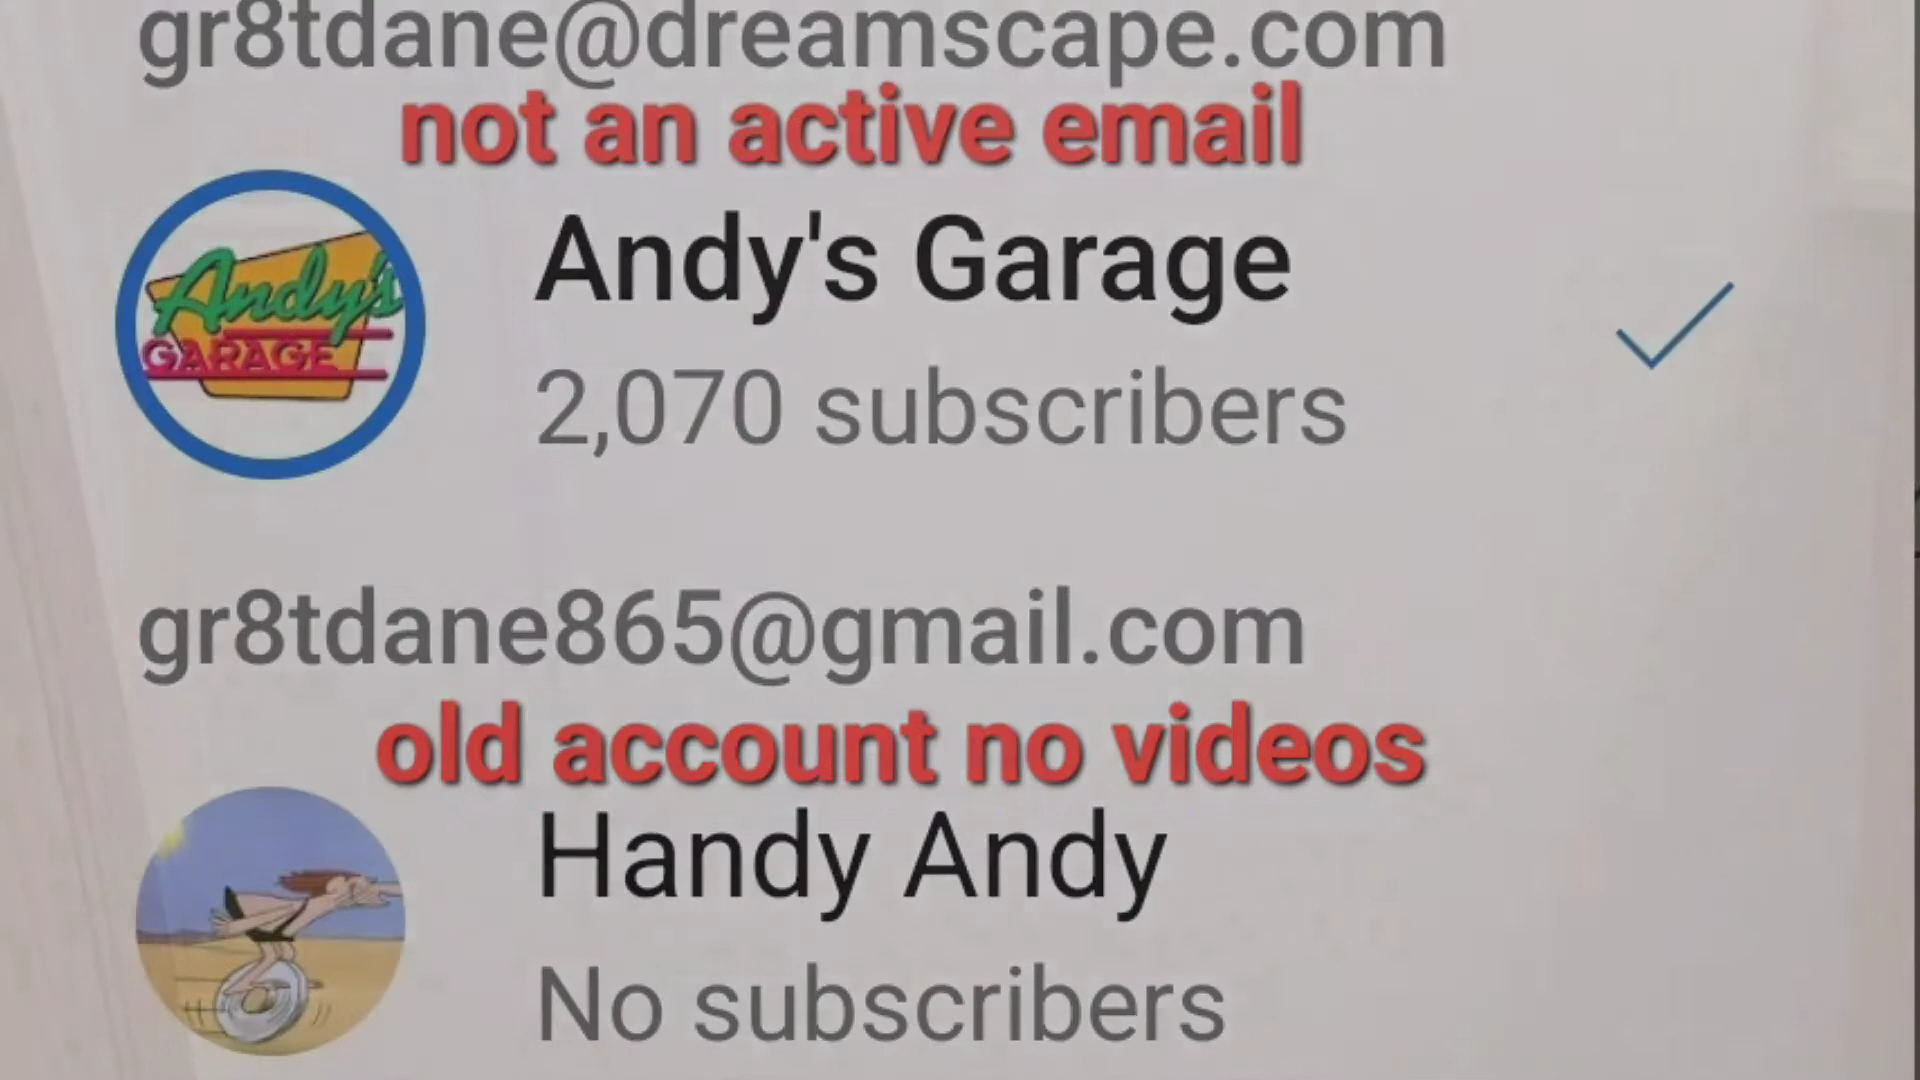 gr8tdane@dreamscape.com
not an active email
Andy's
GARAGE
Andy's Garage
2,070 subscribers
gr8tdane865@gmail.com
old account no videos
Handy Andy
No subscribers